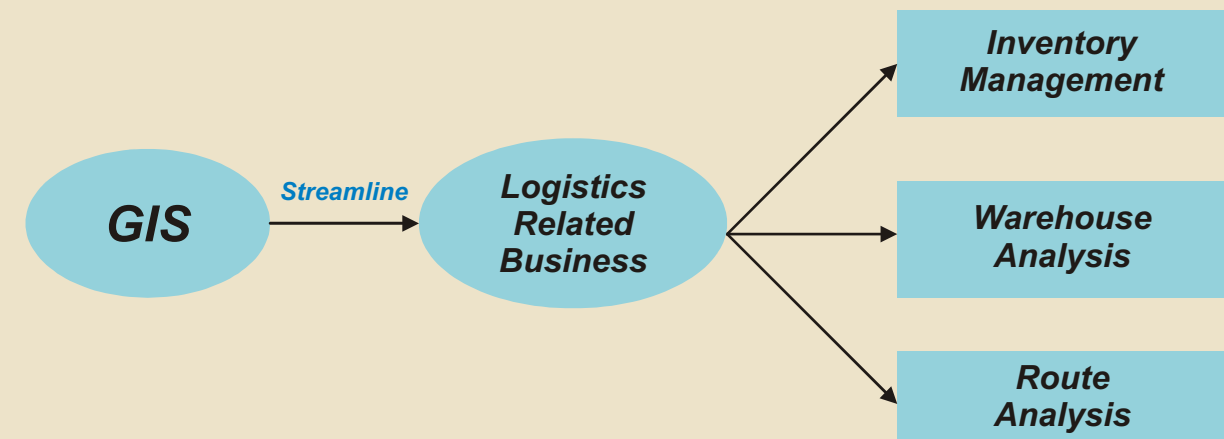 GIS
Streamline
Logistics
Related
Business
Inventory
Management
Warehouse
Analysis
Route
Analysis